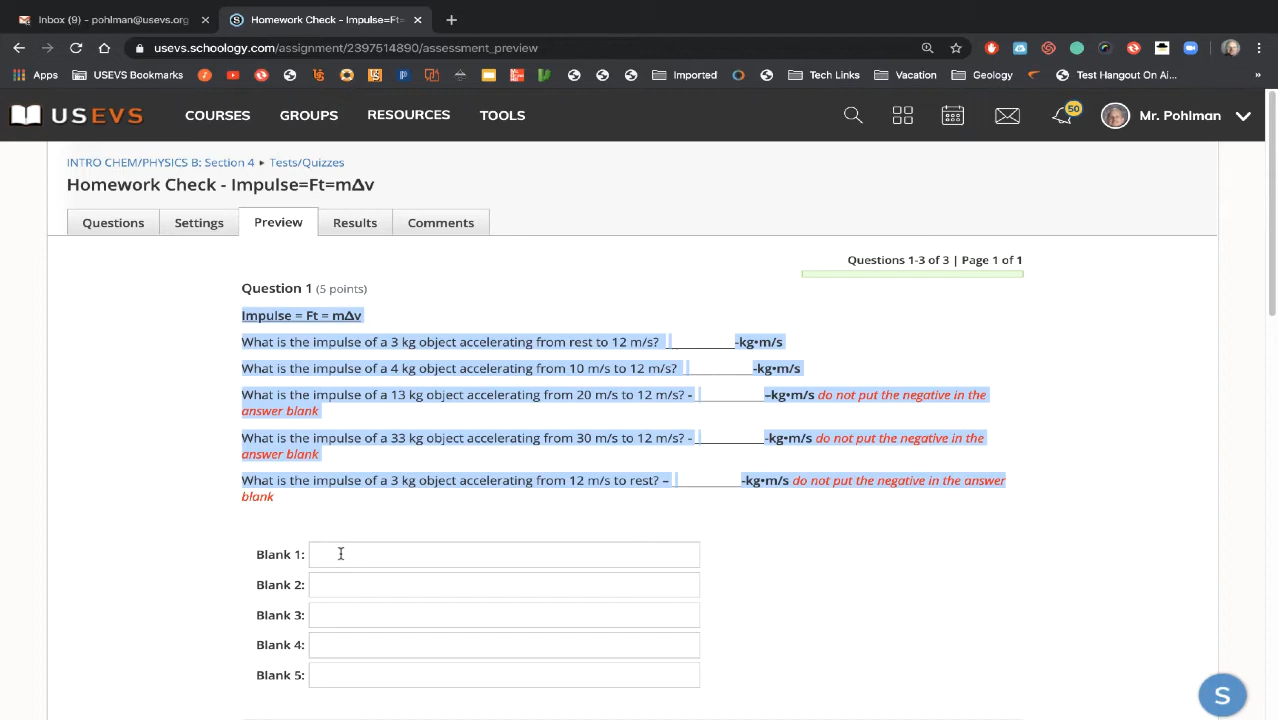 Inbox (9) - pohlman@usevs.org
Homework Check - Impulse=Ft=
usevs.schoology.com/assignment/2397514890/assessment_preview
Apps USEVS Bookmarks Imported Tech Links Vacation Geology Test Hangout On Ai... »
USEVS COURSES GROUPS RESOURCES TOOLS 50 Mr. Pohlman
INTRO CHEM/PHYSICS B: Section 4 ▸ Tests/Quizzes
Homework Check - Impulse=Ft=mΔv
Questions Settings Preview Results Comments
Questions 1-3 of 3 | Page 1 of 1
Question 1 (5 points)
Impulse = Ft = mΔv
What is the impulse of a 3 kg object accelerating from rest to 12 m/s? ________-kg•m/s
What is the impulse of a 4 kg object accelerating from 10 m/s to 12 m/s? ________-kg•m/s
What is the impulse of a 13 kg object accelerating from 20 m/s to 12 m/s? - ________–kg•m/s do not put the negative in the
answer blank
What is the impulse of a 33 kg object accelerating from 30 m/s to 12 m/s? - ________-kg•m/s do not put the negative in the
answer blank
What is the impulse of a 3 kg object accelerating from 12 m/s to rest? – ________-kg•m/s do not put the negative in the answer
blank
Blank 1:
Blank 2:
Blank 3:
Blank 4:
Blank 5:
S